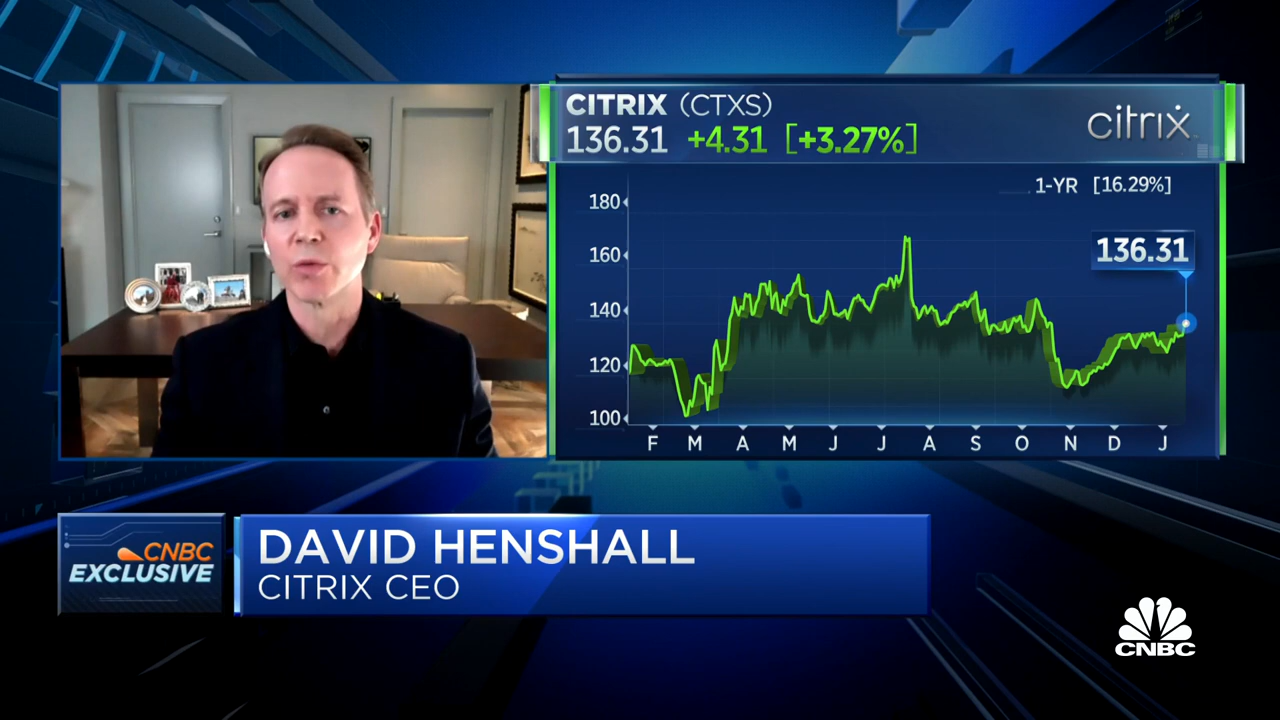 CITRIX (CTXS)
136.31 +4.31 [+3.27%]
citrix
1-YR [16.29%]
136.31
180
160
140
120
100
F M A M J J A S O N D J
CNBC
EXCLUSIVE
DAVID HENSHALL
CITRIX CEO
CNBC